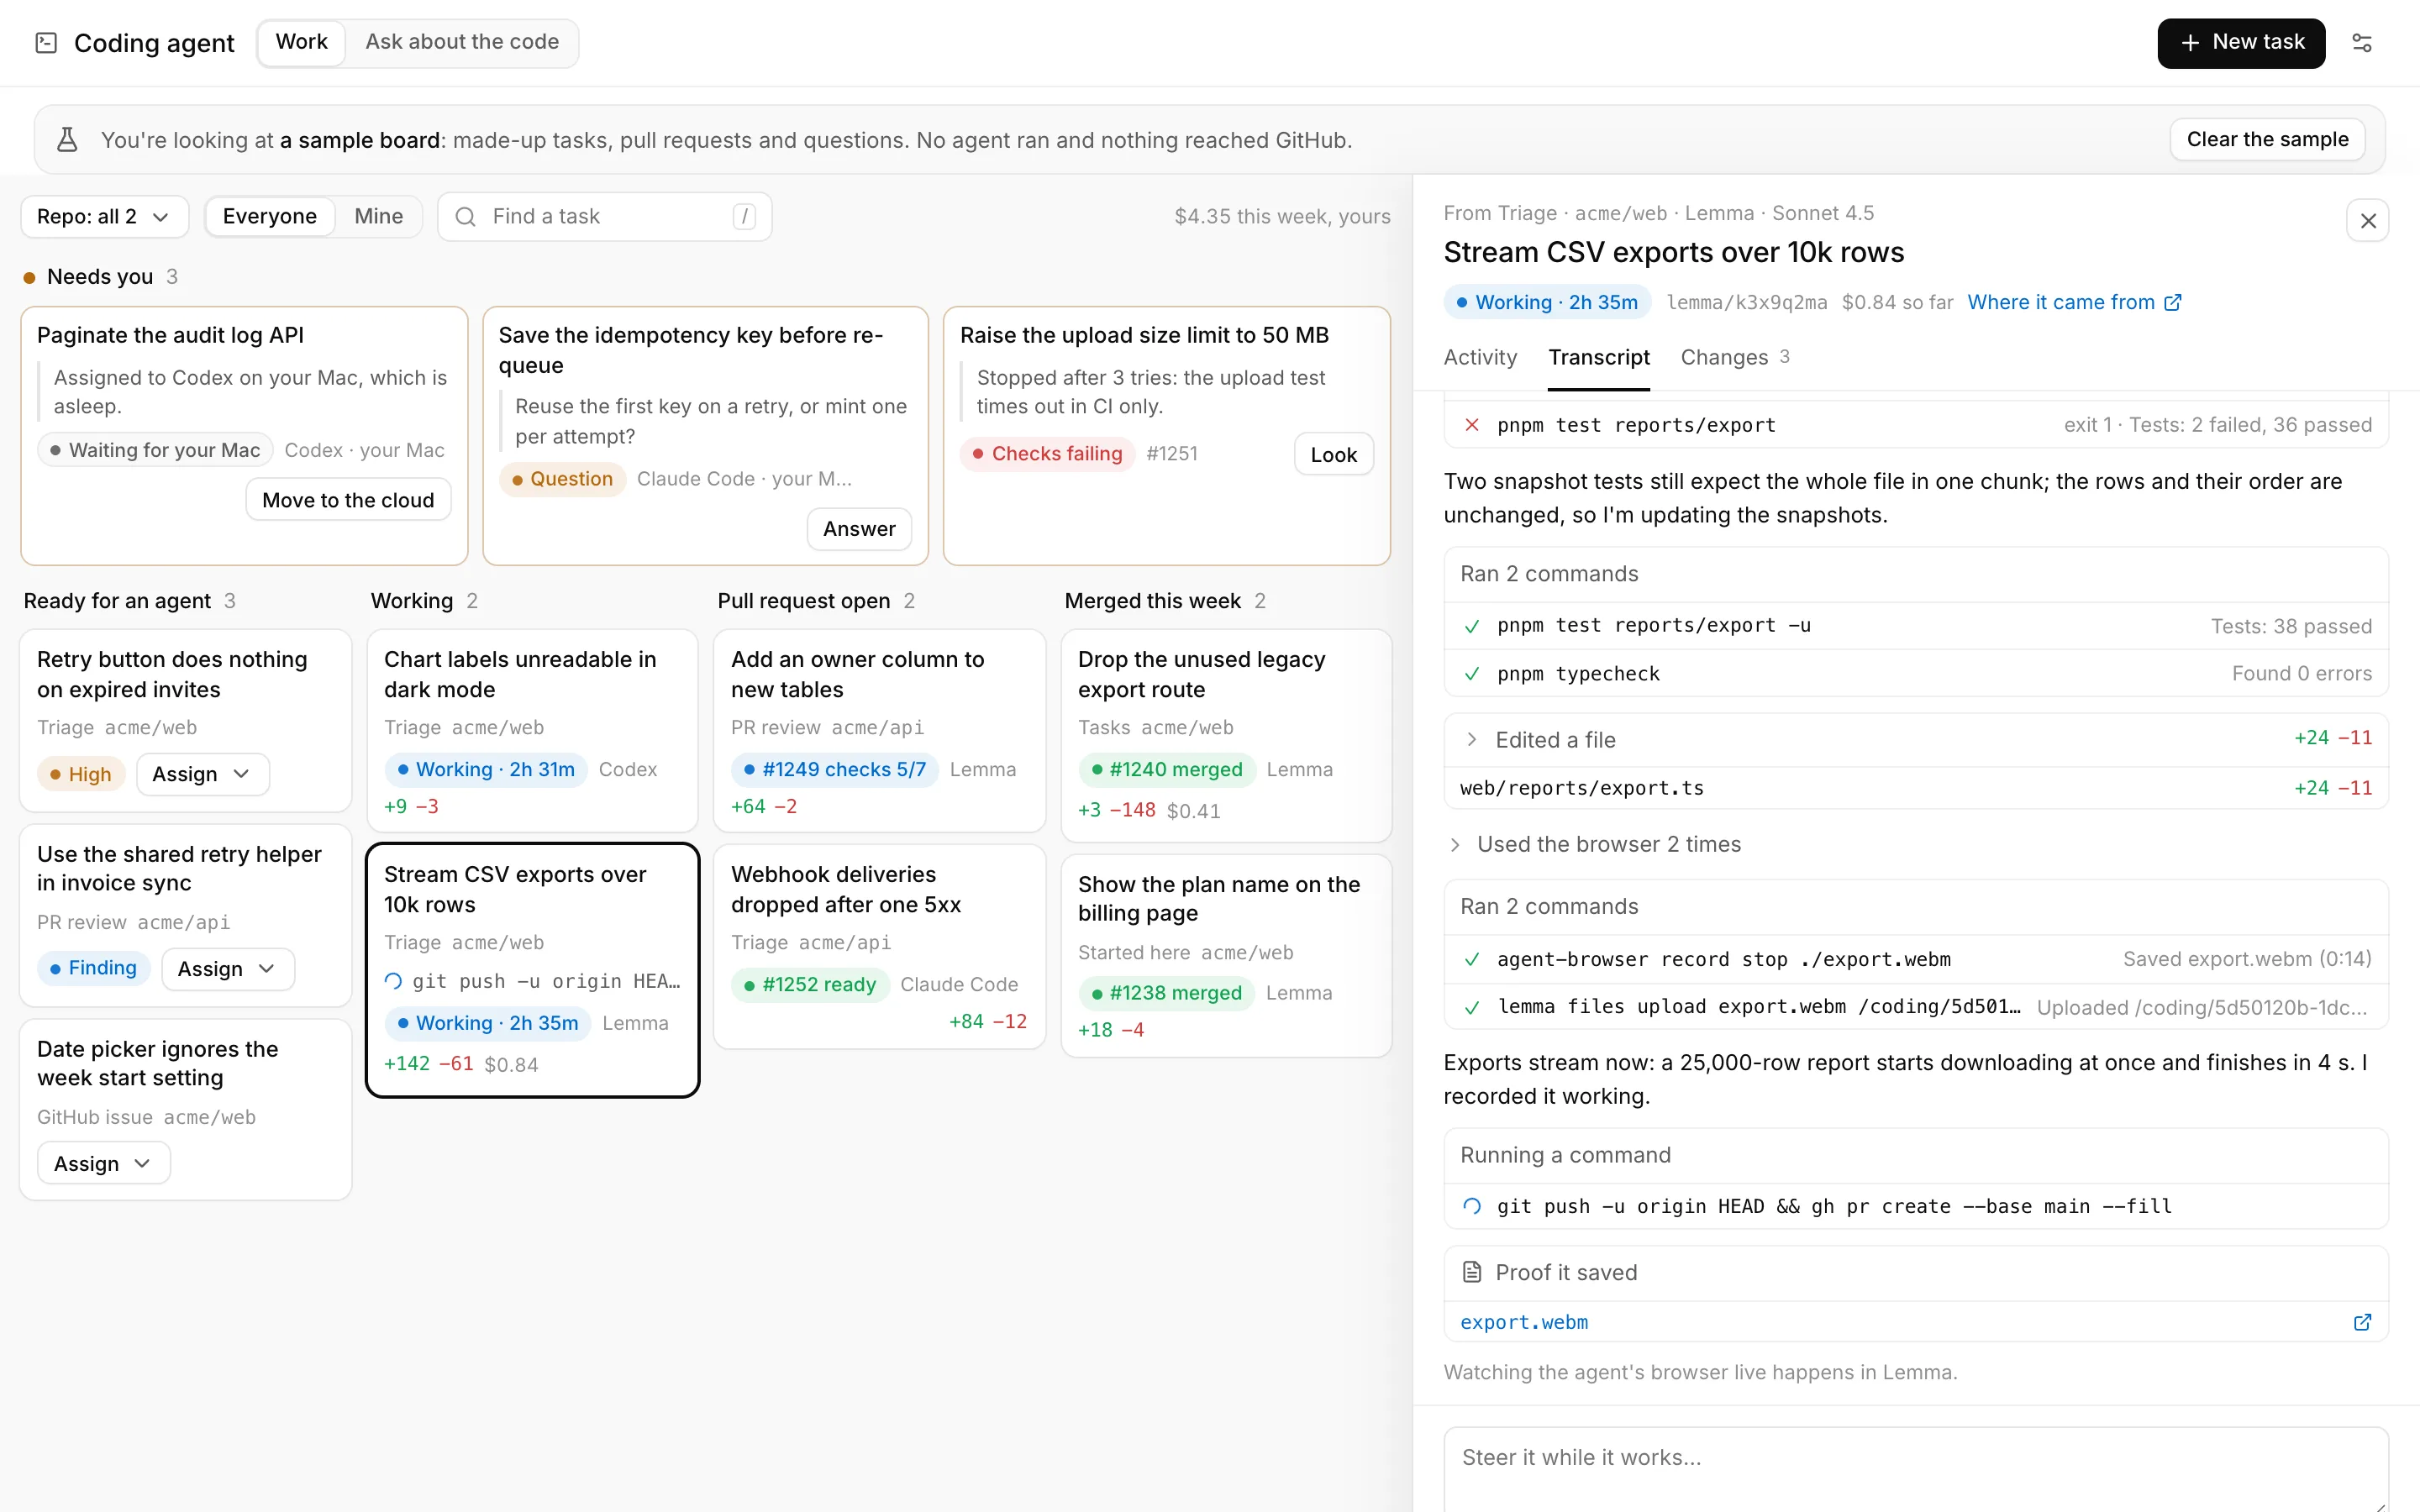 Coding agent
Work
Ask about the code
New task
You're looking at a sample board: made-up tasks, pull requests and questions. No agent ran and nothing reached GitHub.
Clear the sample
Repo: all 2
Everyone
Mine
Find a task
/
$4.35 this week, yours
Needs you 3
Paginate the audit log API
Assigned to Codex on your Mac, which is
asleep.
Waiting for your Mac
Codex · your Mac
Move to the cloud
Save the idempotency key before re-
queue
Reuse the first key on a retry, or mint one
per attempt?
Question
Claude Code · your M...
Answer
Raise the upload size limit to 50 MB
Stopped after 3 tries: the upload test
times out in CI only.
Checks failing
#1251
Look
Ready for an agent 3
Retry button does nothing
on expired invites
Triage acme/web
High
Assign
Use the shared retry helper
in invoice sync
PR review acme/api
Finding
Assign
Date picker ignores the
week start setting
GitHub issue acme/web
Assign
Working 2
Chart labels unreadable in
dark mode
Triage acme/web
Working · 2h 31m
Codex
+9 −3
Stream CSV exports over
10k rows
Triage acme/web
git push -u origin HEA…
Working · 2h 35m
Lemma
+142 −61 $0.84
Pull request open 2
Add an owner column to
new tables
PR review acme/api
#1249 checks 5/7
Lemma
+64 −2
Webhook deliveries
dropped after one 5xx
Triage acme/api
#1252 ready
Claude Code
+84 −12
Merged this week 2
Drop the unused legacy
export route
Tasks acme/web
#1240 merged
Lemma
+3 −148 $0.41
Show the plan name on the
billing page
Started here acme/web
#1238 merged
Lemma
+18 −4
From Triage · acme/web · Lemma · Sonnet 4.5
Stream CSV exports over 10k rows
Working · 2h 35m
lemma/k3x9q2ma
$0.84 so far
Where it came from
Activity
Transcript
Changes 3
pnpm test reports/export
exit 1 · Tests: 2 failed, 36 passed
Two snapshot tests still expect the whole file in one chunk; the rows and their order are
unchanged, so I'm updating the snapshots.
Ran 2 commands
pnpm test reports/export -u
Tests: 38 passed
pnpm typecheck
Found 0 errors
Edited a file
+24 −11
web/reports/export.ts
+24 −11
Used the browser 2 times
Ran 2 commands
agent-browser record stop ./export.webm
Saved export.webm (0:14)
lemma files upload export.webm /coding/5d501…
Uploaded /coding/5d50120b-1dc...
Exports stream now: a 25,000-row report starts downloading at once and finishes in 4 s. I
recorded it working.
Running a command
git push -u origin HEAD && gh pr create --base main --fill
Proof it saved
export.webm
Watching the agent's browser live happens in Lemma.
Steer it while it works...